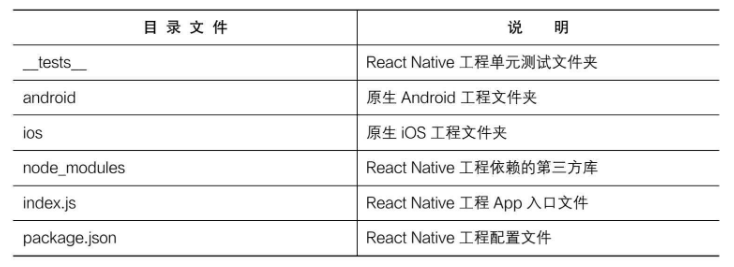 目录文件 说 明
__tests__ React Native 工程单元测试文件夹
android 原生 Android 工程文件夹
ios 原生 iOS 工程文件夹
node_modules React Native 工程依赖的第三方库
index.js React Native 工程 App 入口文件
package.json React Native 工程配置文件